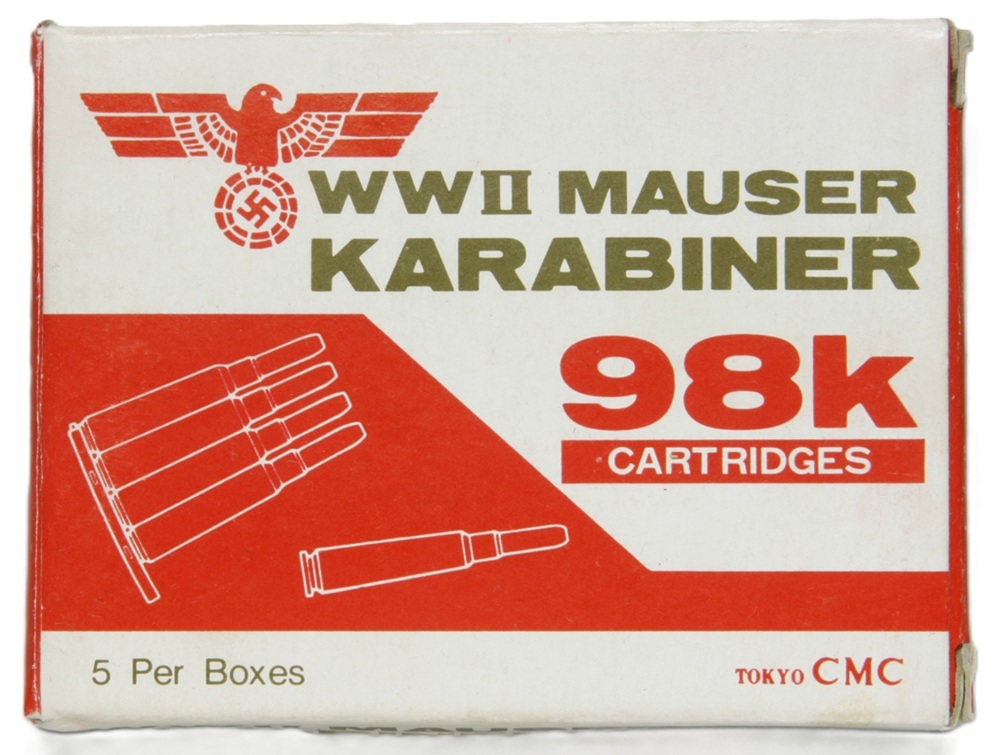 WWII MAUSER
KARABINER
98k
CARTRIDGES
5 Per Boxes
TOKYO CMC